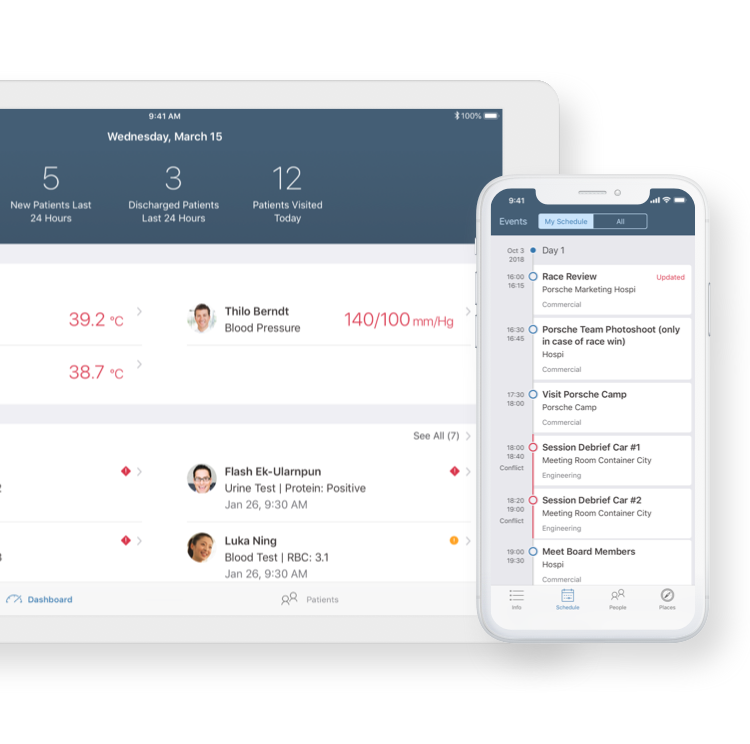 9:41 AM
100%
Wednesday, March 15
5
3
12
New Patients Last
24 Hours
Discharged Patients
Last 24 Hours
Patients Visited
Today
39.2 °C
Thilo Berndt
Blood Pressure
140/100 mm/Hg
38.7 °C
See All (7)
Flash Ek-Ularnpun
Urine Test | Protein: Positive
Jan 26, 9:30 AM
2
Luka Ning
Blood Test | RBC: 3.1
Jan 26, 9:30 AM
Dashboard
Patients
9:41
Events
My Schedule
All
Oct 3
2018
Day 1
16:00
16:15
Race Review
Updated
Porsche Marketing Hospi
Commercial
16:30
16:45
Porsche Team Photoshoot (only
in case of race win)
Hospi
Commercial
17:30
18:00
Visit Porsche Camp
Porsche Camp
Commercial
18:00
18:40
Conflict
Session Debrief Car #1
Meeting Room Container City
Engineering
18:20
19:00
Conflict
Session Debrief Car #2
Meeting Room Container City
Engineering
19:00
19:30
Meet Board Members
Hospi
Commercial
Info
Schedule
People
Places